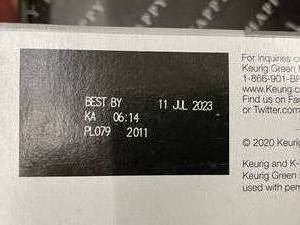 HAPPY
BEST BY 11 JUL 2023
KA 06:14
PL079 2011
For inquiries
Keurig Green
1-866-901-B
www.Keurig.c
Find us on Fa
or Twitter.com
© 2020 Keurig
Keurig and K-
Keurig Green
used with per